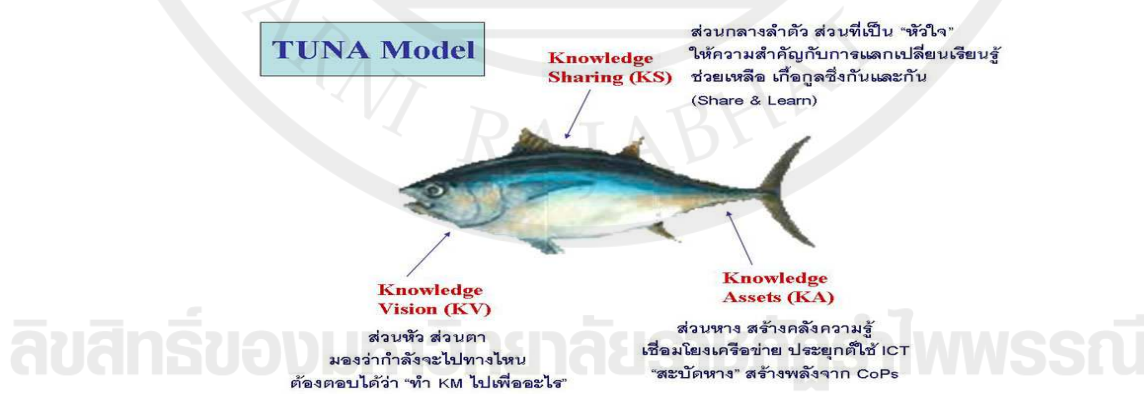 TUNA Model
Knowledge
Sharing (KS)
ส่วนกลางลำตัว ส่วนที่เป็น “หัวใจ”
ให้ความสำคัญกับการแลกเปลี่ยนเรียนรู้
ช่วยเหลือ เกื้อกูลซึ่งกันและกัน
(Share & Learn)
ARNI RAJABHA
Knowledge
Vision (KV)
ส่วนหัว ส่วนตา
มองว่ากำลังจะไปทางไหน
ต้องตอบได้ว่า “ทำ KM ไปเพื่ออะไร”
Knowledge
Assets (KA)
ส่วนหาง สร้างคลังความรู้
เชื่อมโยงเครือข่าย ประยุกต์ใช้ ICT
“สะบัดหาง” สร้างพลังจาก CoPs
ลิขสิทธิ์ของ